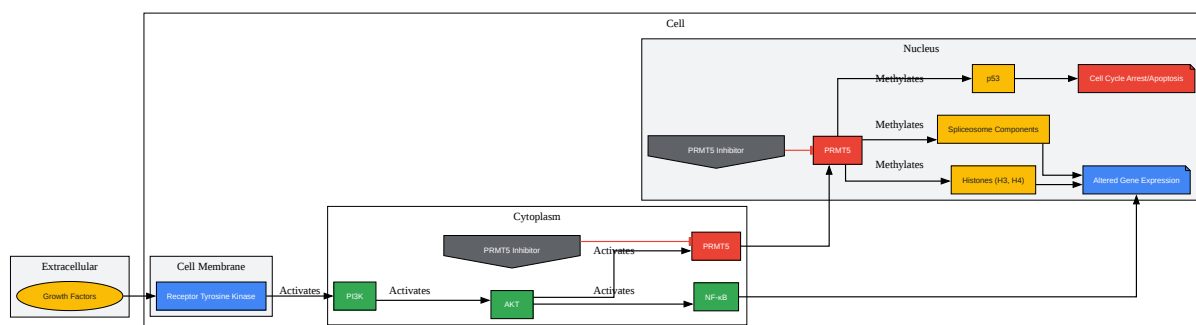 Cell
Nucleus
Methylates
p53
Cell Cycle Arrest/Apoptosis
Methylates
Spliceosome Components
PRMT5 Inhibitor
PRMT5
Methylates
Histones (H3, H4)
Altered Gene Expression
Cytoplasm
PRMT5 Inhibitor
Activates
PRMT5
Extracellular
Cell Membrane
Growth Factors
Receptor Tyrosine Kinase
Activates
PI3K
Activates
AKT
Activates
NF-κB